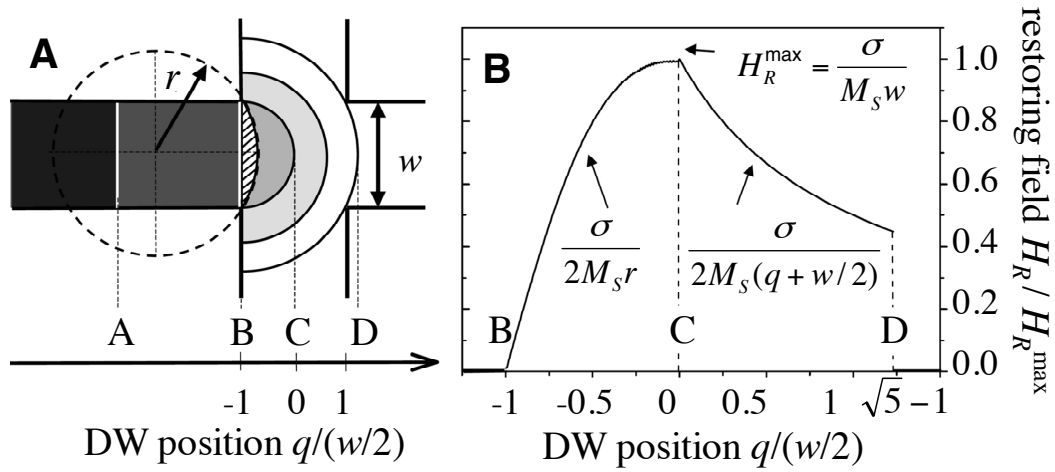 A
r
w
A B C D
-1 0 1
DW position q/(w/2)
B
H_R^max = σ / M_S w
σ / 2M_S r
σ / 2M_S(q + w/2)
B C D
1.0
0.8
0.6
0.4
0.2
0.0
-1 -0.5 0 0.5 1 √5 −1
DW position q/(w/2)
restoring field H_R / H_R^max